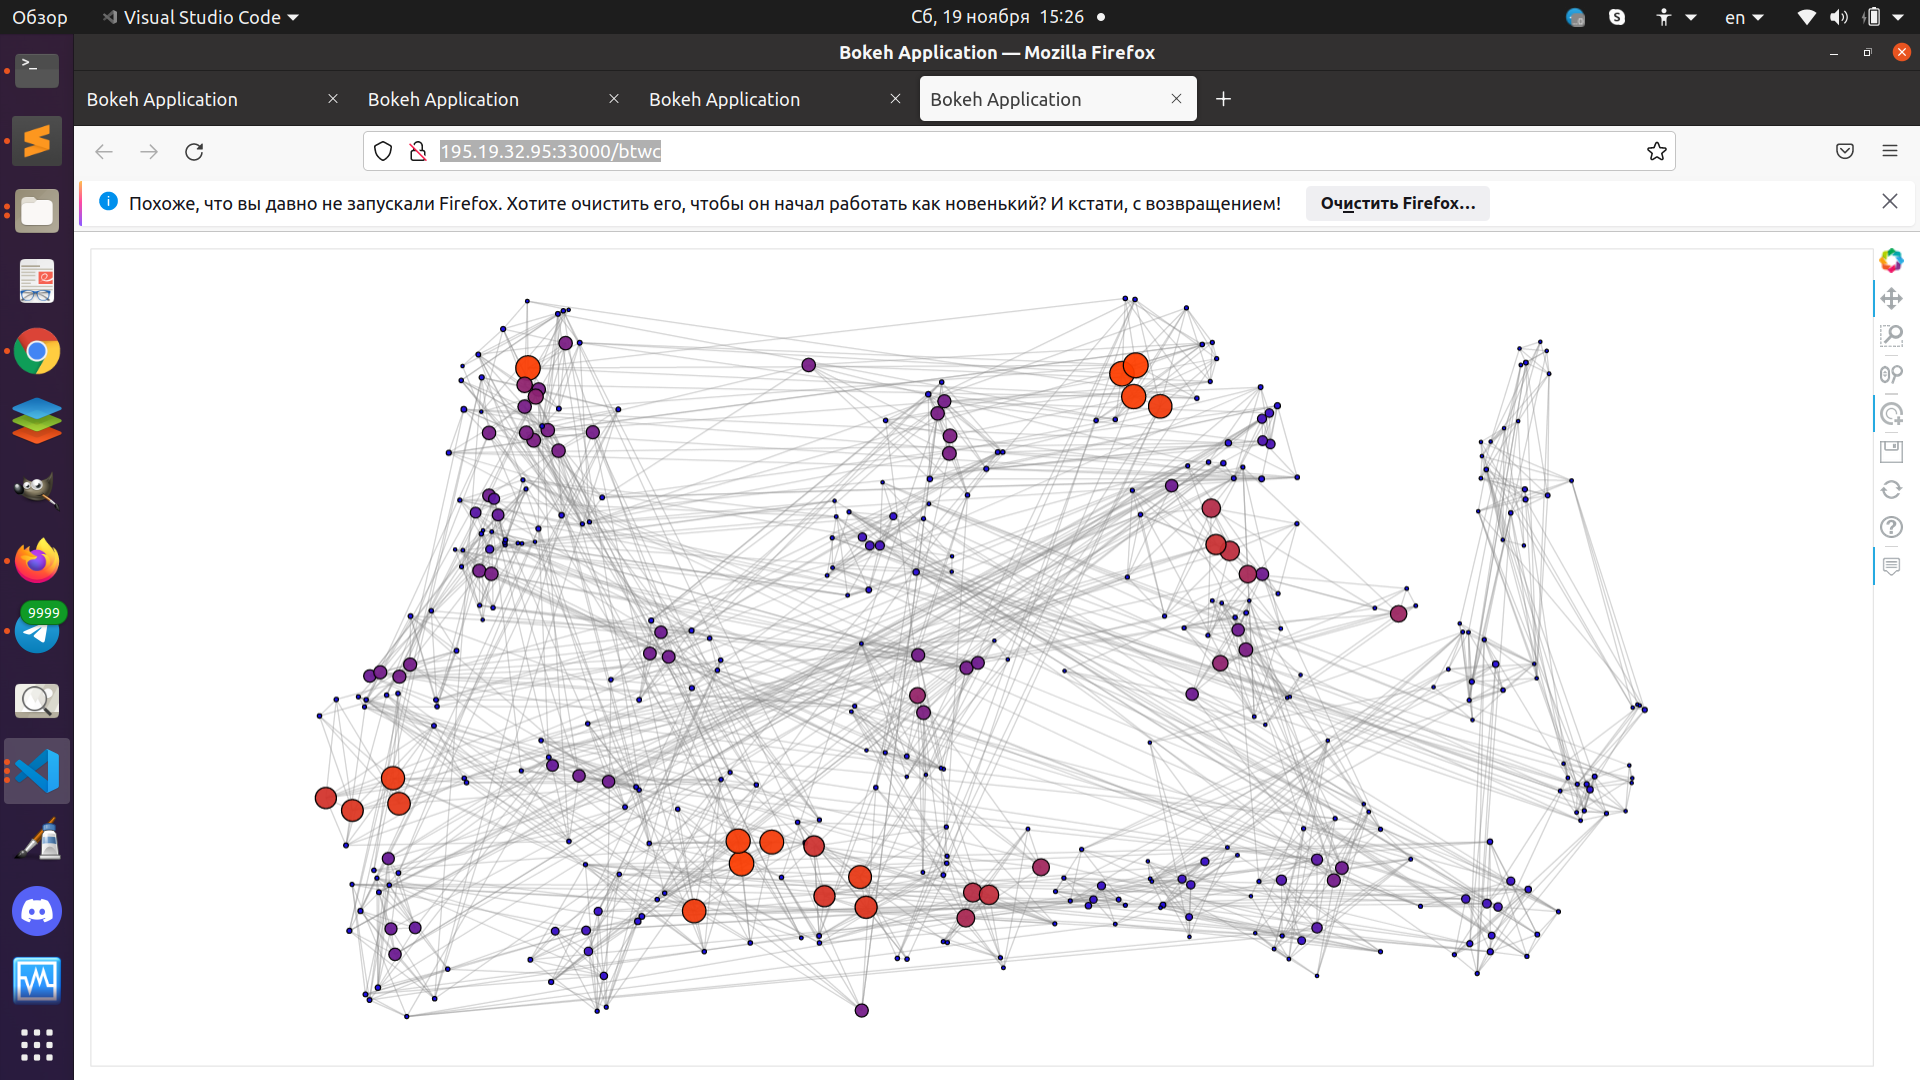 Обзор
Visual Studio Code
Сб, 19 ноября 15:26
en
Bokeh Application — Mozilla Firefox
Bokeh Application
Bokeh Application
Bokeh Application
Bokeh Application
195.19.32.95:33000/btwc
Похоже, что вы давно не запускали Firefox. Хотите очистить его, чтобы он начал работать как новенький? И кстати, с возвращением!
Очистить Firefox...
9999